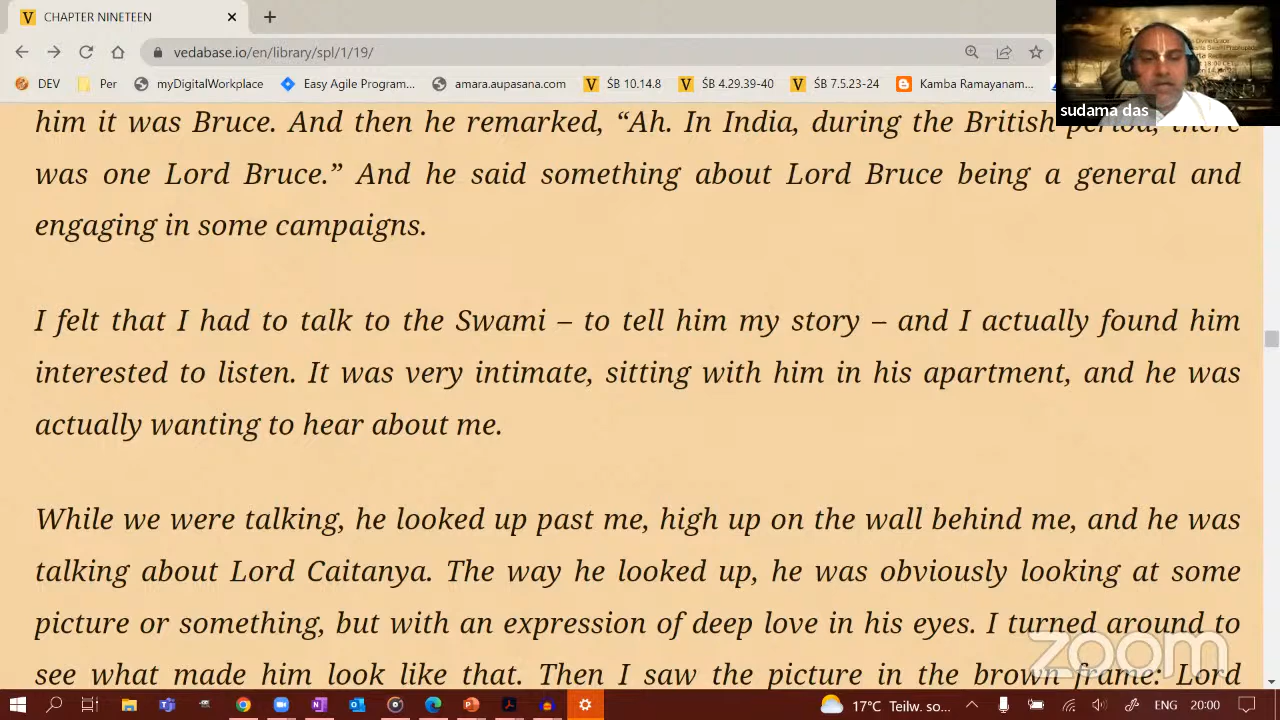 CHAPTER NINETEEN
vedabase.io/en/library/spl/1/19/
DEV
Per
myDigitalWorkplace
Easy Agile Program...
amara.aupasana.com
ŚB 10.14.8
ŚB 4.29.39-40
ŚB 7.5.23-24
Kamba Ramayanam...
sudama das
him it was Bruce. And then he remarked, “Ah. In India, during the British period, there
was one Lord Bruce.” And he said something about Lord Bruce being a general and
engaging in some campaigns.
I felt that I had to talk to the Swami – to tell him my story – and I actually found him
interested to listen. It was very intimate, sitting with him in his apartment, and he was
actually wanting to hear about me.
While we were talking, he looked up past me, high up on the wall behind me, and he was
talking about Lord Caitanya. The way he looked up, he was obviously looking at some
picture or something, but with an expression of deep love in his eyes. I turned around to
see what made him look like that. Then I saw the picture in the brown frame: Lord
zoom
17°C Teilw. so...
ENG
20:00